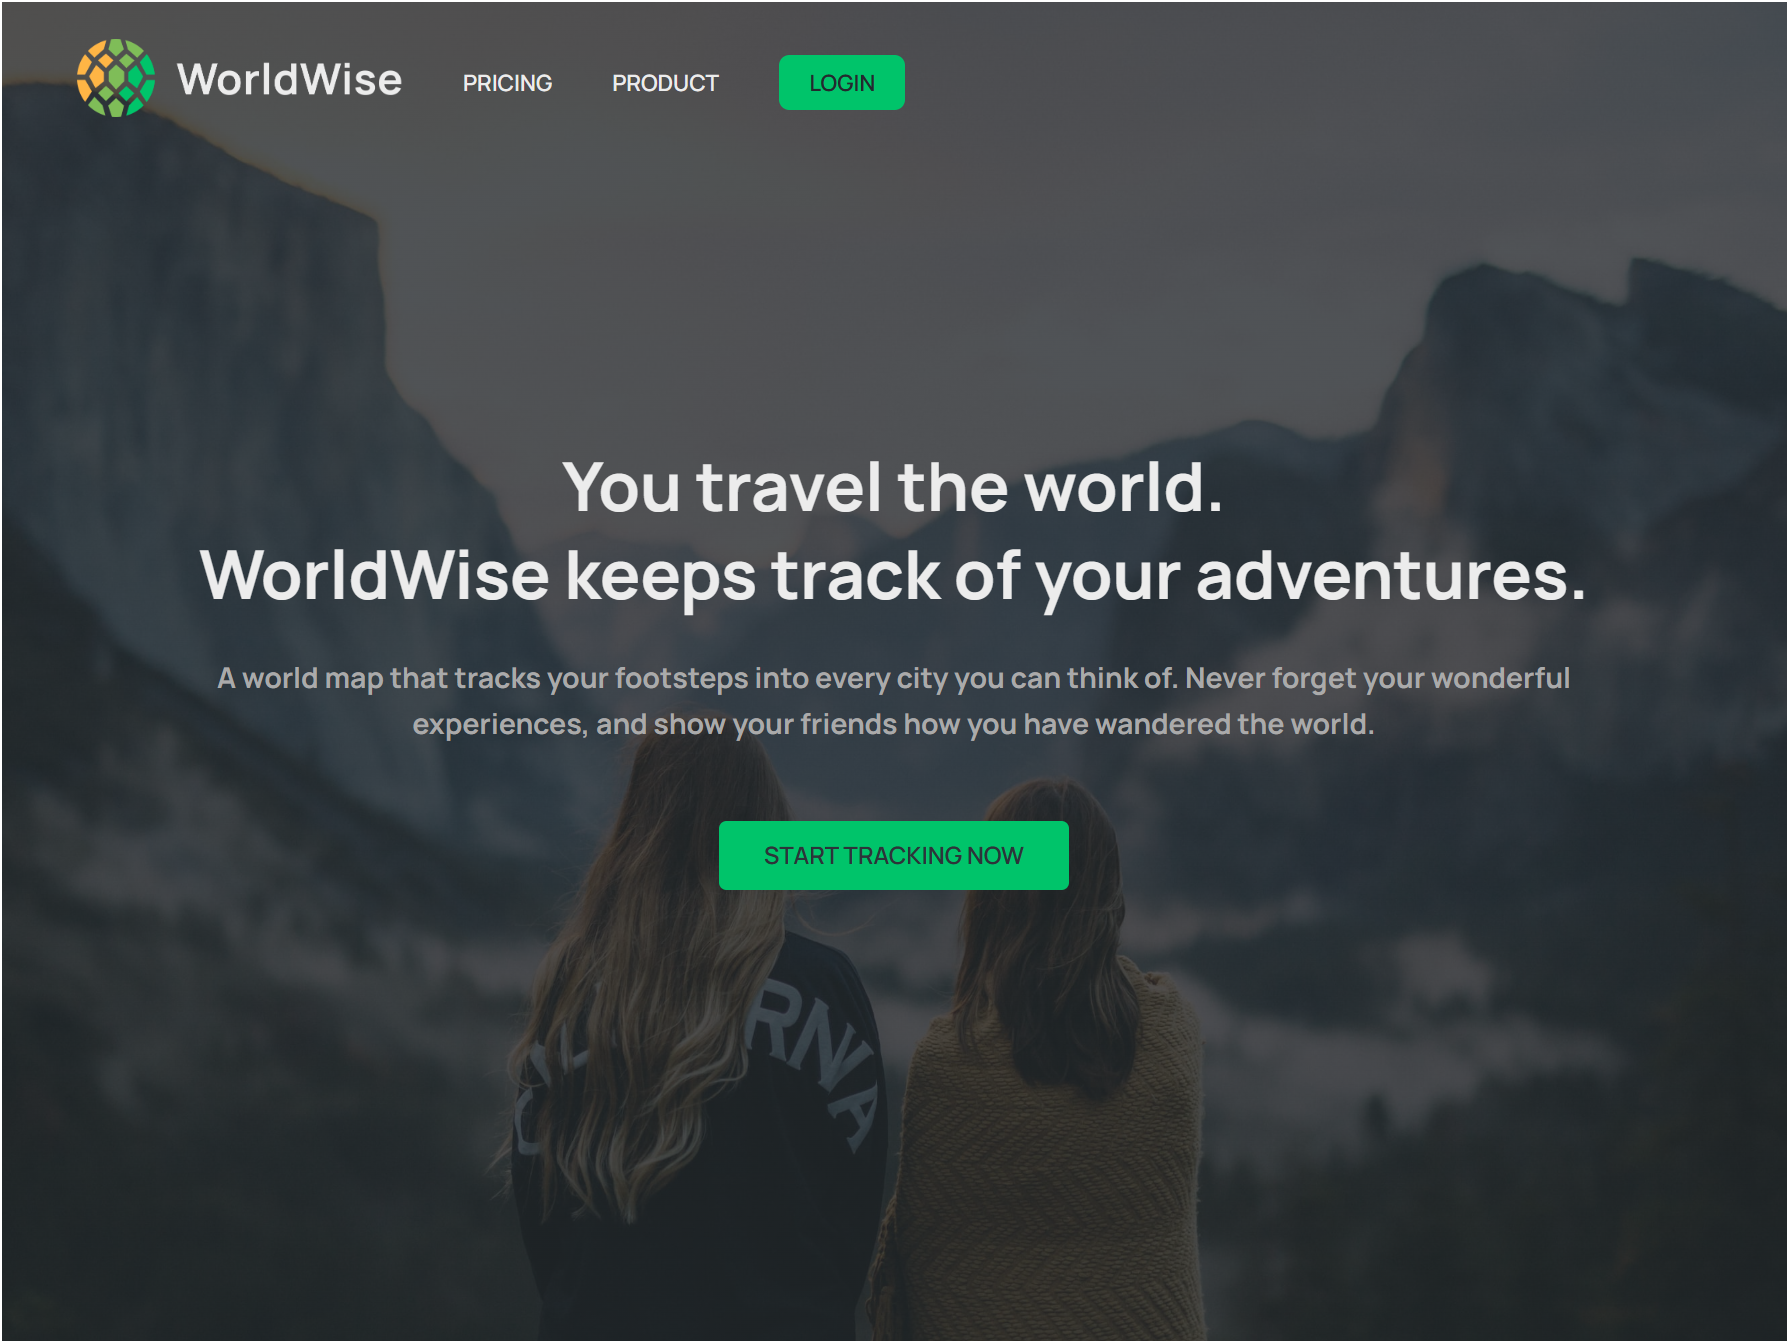 WorldWise PRICING PRODUCT LOGIN
You travel the world.
WorldWise keeps track of your adventures.
A world map that tracks your footsteps into every city you can think of. Never forget your wonderful
experiences, and show your friends how you have wandered the world.
START TRACKING NOW
RNIA